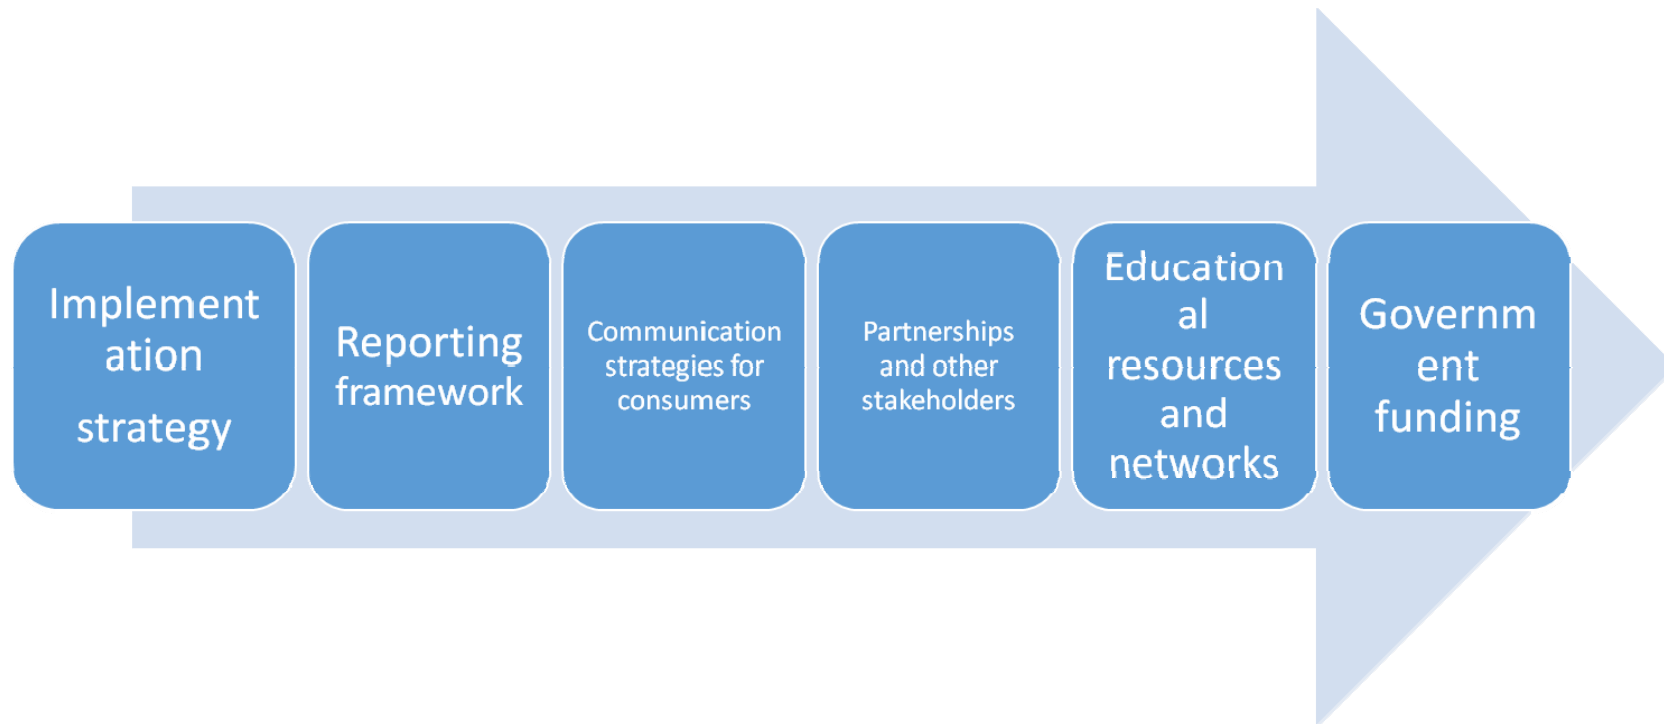 Implement
ation
strategy
Reporting
framework
Communication
strategies for
consumers
Partnerships
and other
stakeholders
Education
al
resources
and
networks
Governm
ent
funding